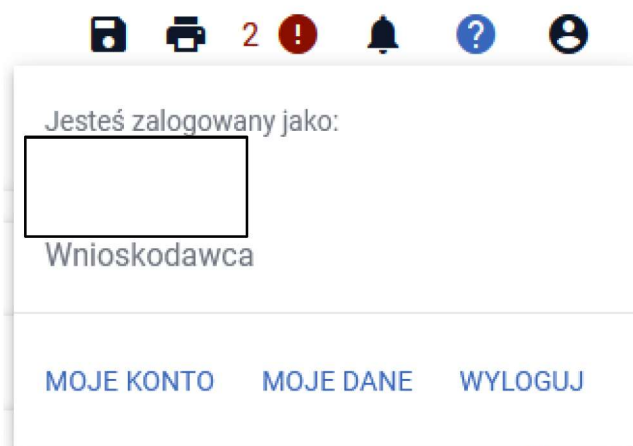 2 !  ?
Jesteś zalogowany jako:
Wnioskodawca
MOJE KONTO MOJE DANE WYLOGUJ